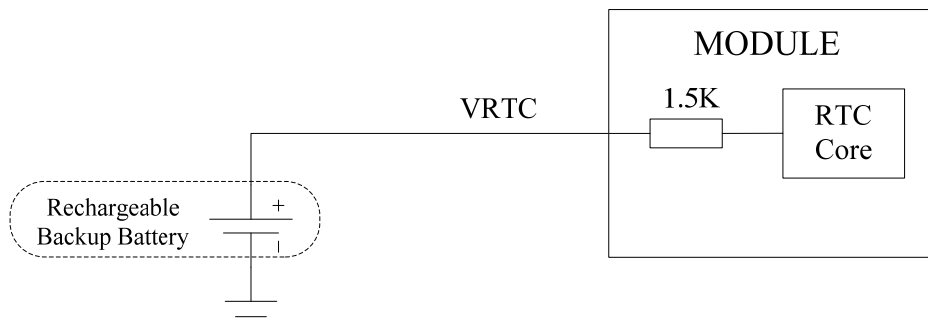 MODULE
1.5K
VRTC
RTC
Core
Rechargeable
Backup Battery
+
-